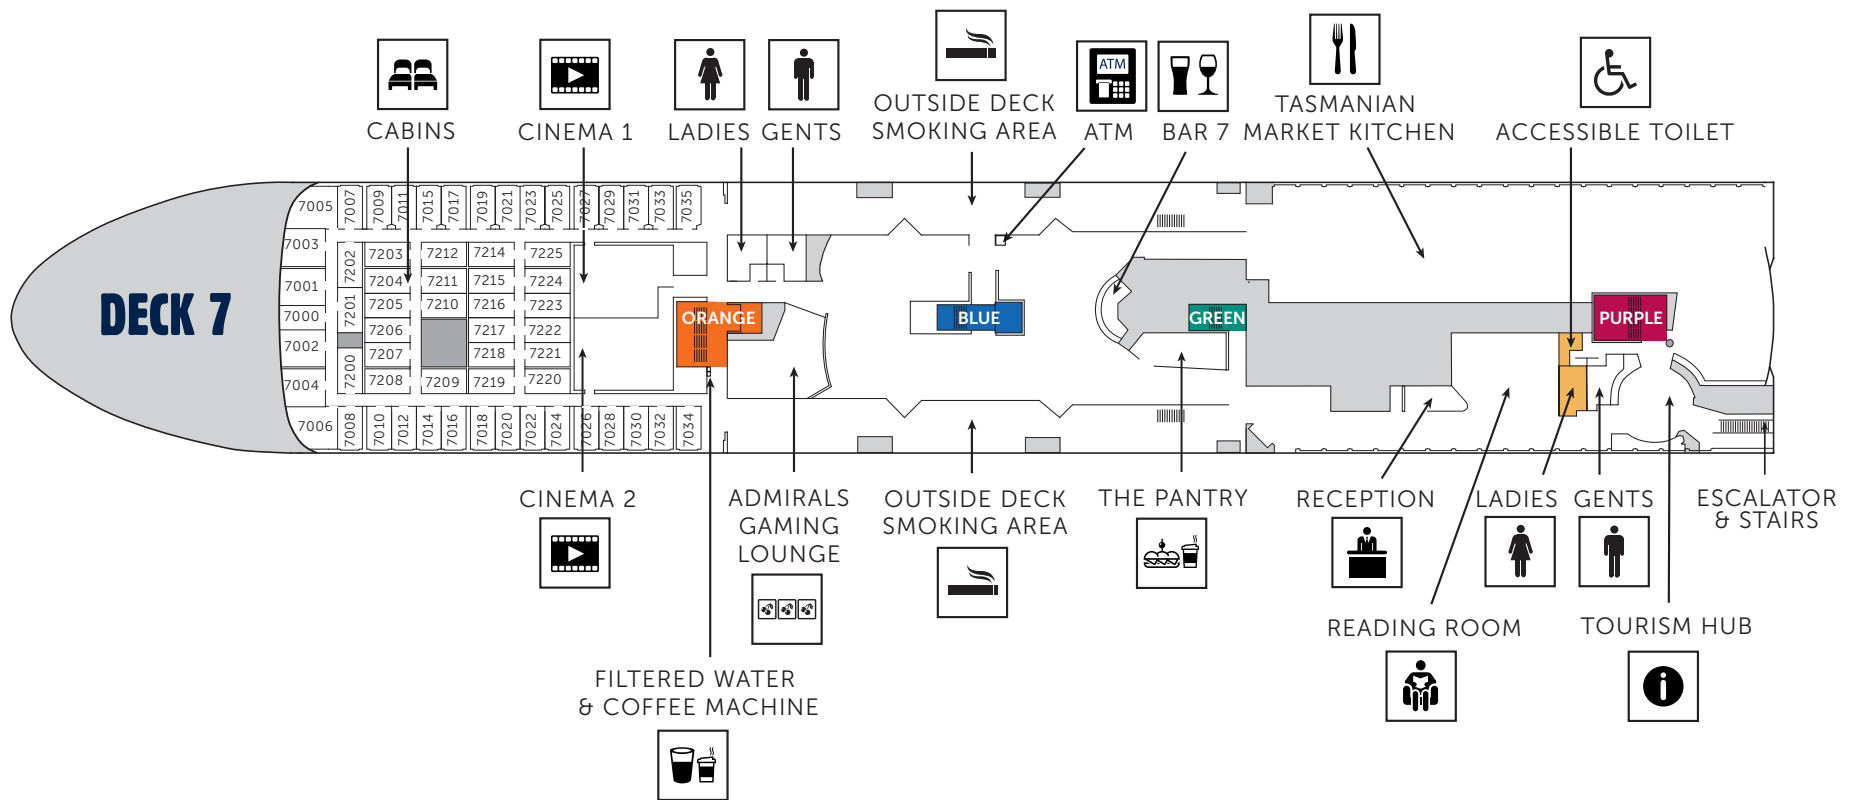 CABINS
CINEMA 1
LADIES
GENTS
OUTSIDE DECK
SMOKING AREA
ATM
ATM
BAR 7
TASMANIAN
MARKET KITCHEN
ACCESSIBLE TOILET
DECK 7
7005
7007
7009
7011
7015
7017
7019
7021
7023
7025
7027
7029
7031
7033
7035
7003
7001
7000
7002
7004
7006
7202
7201
7200
7203
7204
7205
7206
7207
7208
7212
7211
7210
7209
7214
7215
7216
7217
7218
7219
7225
7224
7223
7222
7221
7220
7008
7010
7012
7014
7016
7018
7020
7022
7024
7026
7028
7030
7032
7034
ORANGE
BLUE
GREEN
PURPLE
CINEMA 2
ADMIRALS
GAMING
LOUNGE
OUTSIDE DECK
SMOKING AREA
THE PANTRY
RECEPTION
LADIES
GENTS
ESCALATOR
& STAIRS
READING ROOM
TOURISM HUB
FILTERED WATER
& COFFEE MACHINE